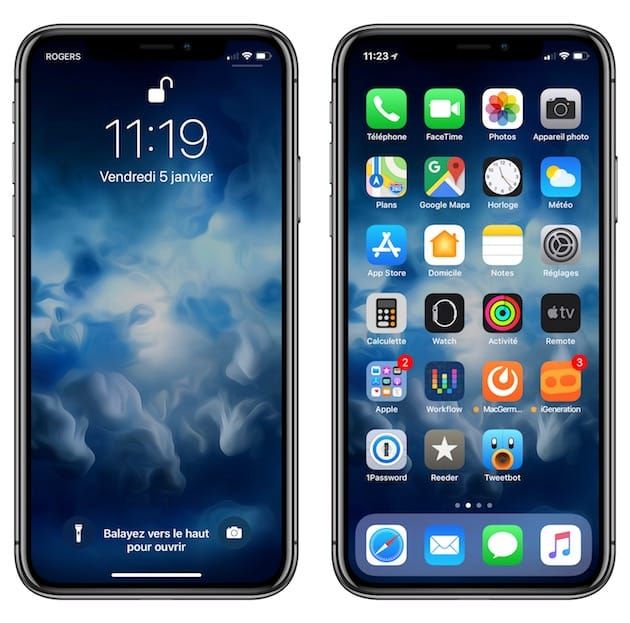 ROGERS
11:19
Vendredi 5 janvier
Balayez vers le haut
pour ouvrir
11:23
Téléphone
FaceTime
Photos
Appareil photo
Plans
Google Maps
Horloge
Météo
App Store
Domicile
Notes
Réglages
tv
Calculette
Watch
Activité
Remote
2
3
Apple
Workflow
MacGerm...
iGeneration
1Password
Reeder
Tweetbot